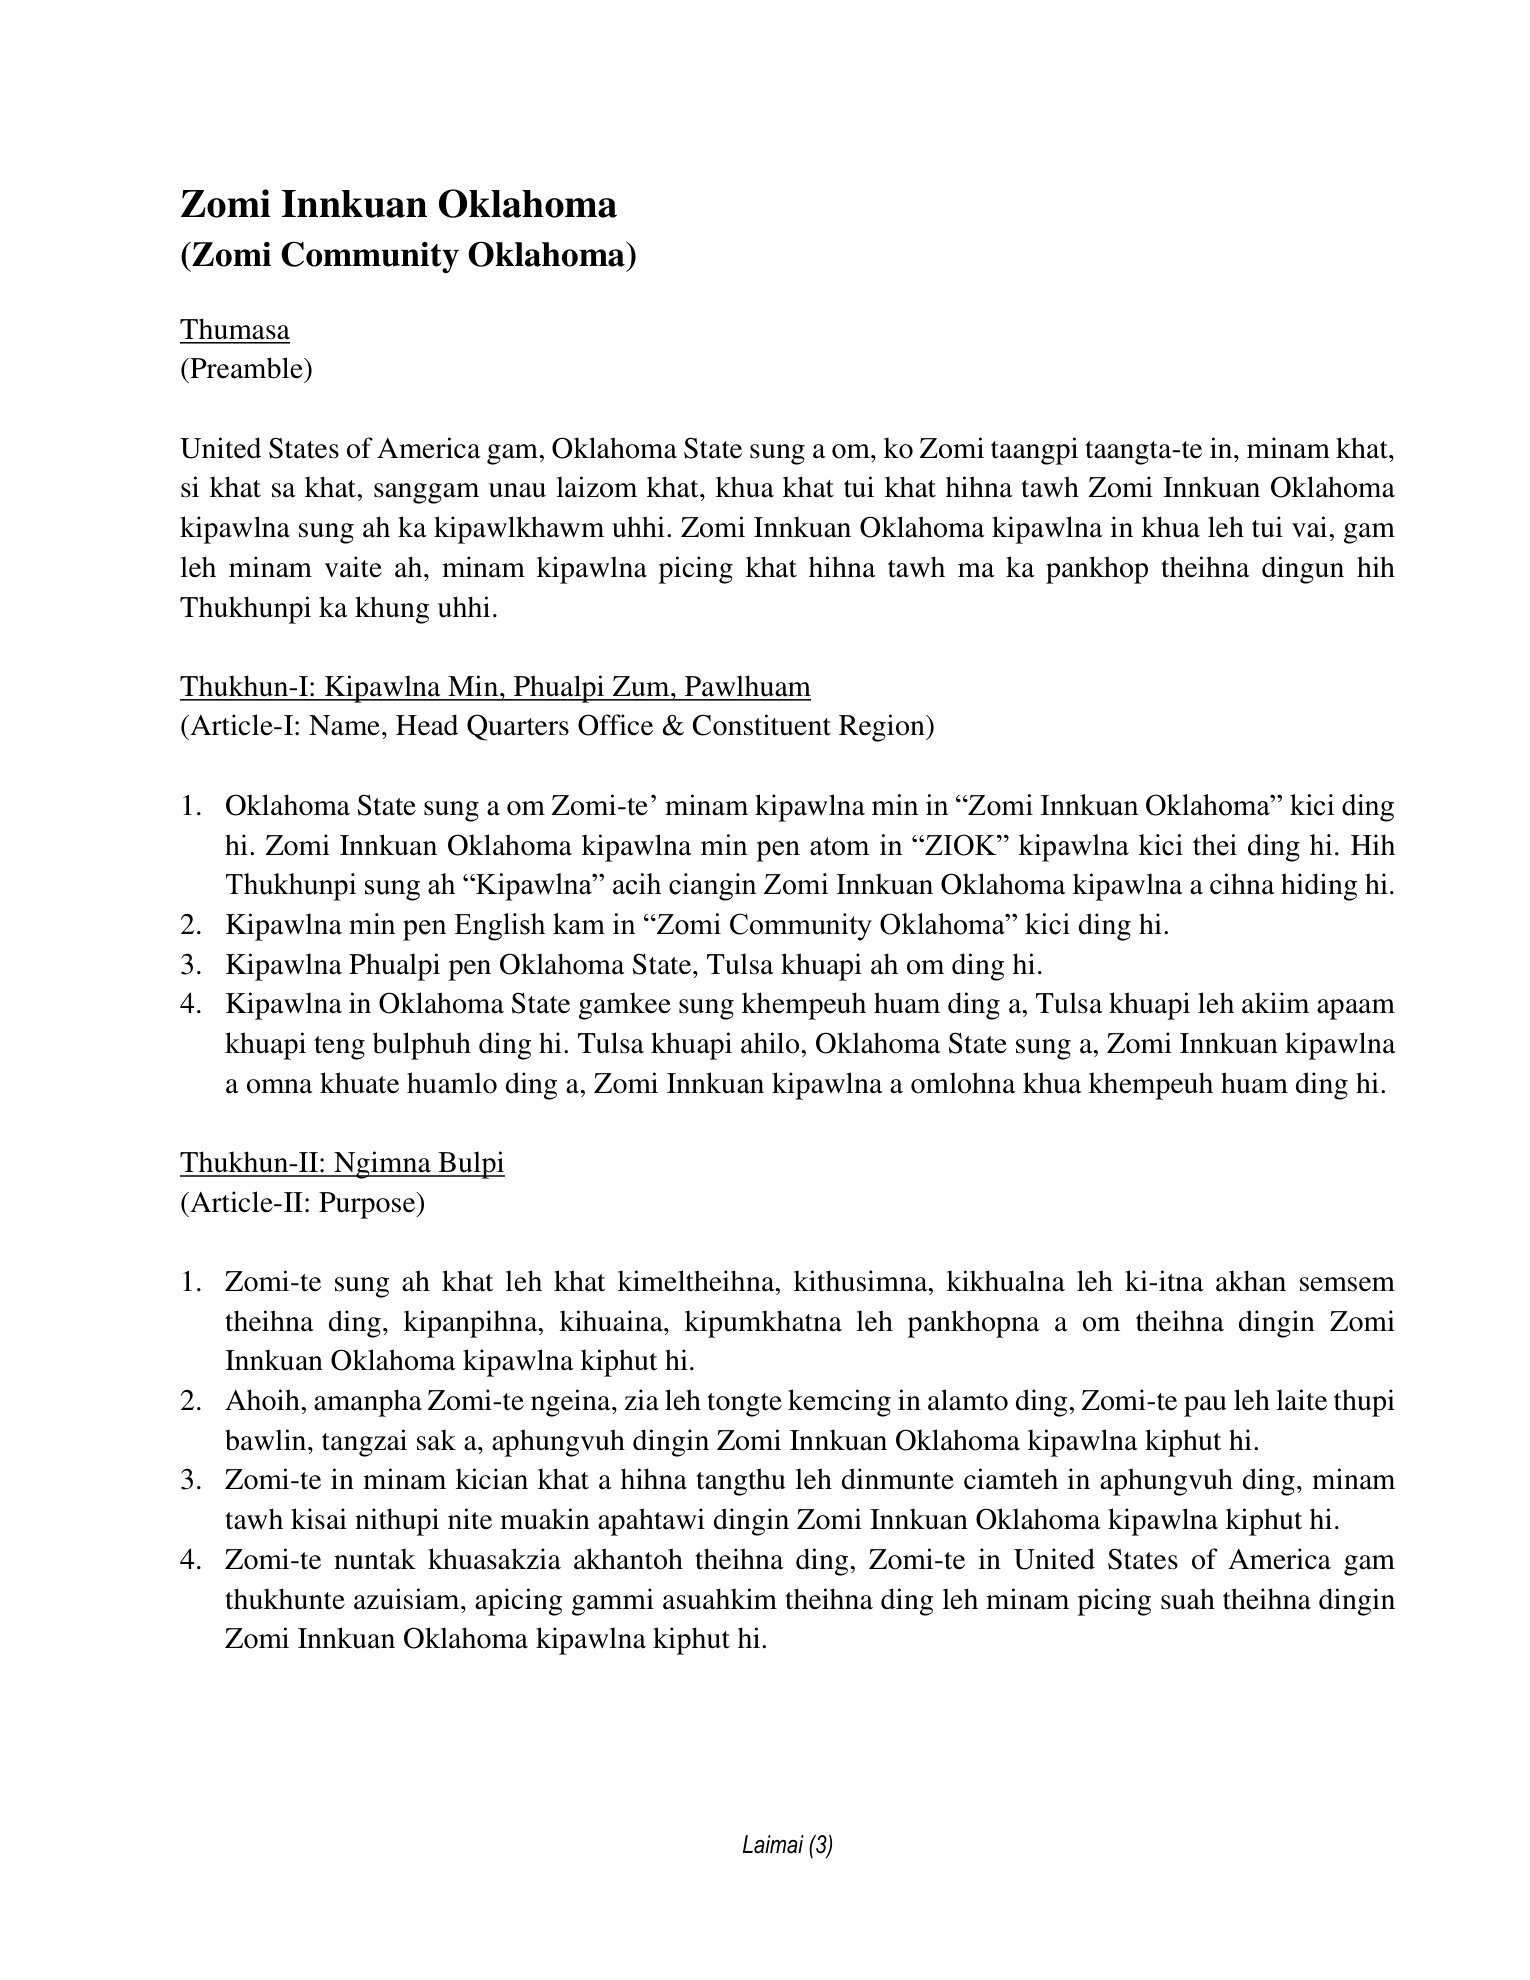 Zomi Innkuan Oklahoma
(Zomi Community Oklahoma)
Thumasa
(Preamble)
United States of America gam, Oklahoma State sung a om, ko Zomi taangpi taangta-te in, minam khat,
si khat sa khat, sanggam unau laizom khat, khua khat tui khat hihna tawh Zomi Innkuan Oklahoma
kipawlna sung ah ka kipawlkhawm uhhi. Zomi Innkuan Oklahoma kipawlna in khua leh tui vai, gam
leh minam vaite ah, minam kipawlna picing khat hihna tawh ma ka pankhop theihna dingun hih
Thukhunpi ka khung uhhi.
Thukhun-I: Kipawlna Min, Phualpi Zum, Pawlhuam
(Article-I: Name, Head Quarters Office & Constituent Region)
1. Oklahoma State sung a om Zomi-te’ minam kipawlna min in “Zomi Innkuan Oklahoma” kici ding
hi. Zomi Innkuan Oklahoma kipawlna min pen atom in “ZIOK” kipawlna kici thei ding hi. Hih
Thukhunpi sung ah “Kipawlna” acih ciangin Zomi Innkuan Oklahoma kipawlna a cihna hiding hi.
2. Kipawlna min pen English kam in “Zomi Community Oklahoma” kici ding hi.
3. Kipawlna Phualpi pen Oklahoma State, Tulsa khuapi ah om ding hi.
4. Kipawlna in Oklahoma State gamkee sung khempeuh huam ding a, Tulsa khuapi leh akiim apaam
khuapi teng bulphuh ding hi. Tulsa khuapi ahilo, Oklahoma State sung a, Zomi Innkuan kipawlna
a omna khuate huamlo ding a, Zomi Innkuan kipawlna a omlohna khua khempeuh huam ding hi.
Thukhun-II: Ngimna Bulpi
(Article-II: Purpose)
1. Zomi-te sung ah khat leh khat kimeltheihna, kithusimna, kikhualna leh ki-itna akhan semsem
theihna ding, kipanpihna, kihuaina, kipumkhatna leh pankhopna a om theihna dingin Zomi
Innkuan Oklahoma kipawlna kiphut hi.
2. Ahoih, amanpha Zomi-te ngeina, zia leh tongte kemcing in alamto ding, Zomi-te pau leh laite thupi
bawlin, tangzai sak a, aphungvuh dingin Zomi Innkuan Oklahoma kipawlna kiphut hi.
3. Zomi-te in minam kician khat a hihna tangthu leh dinmunte ciamteh in aphungvuh ding, minam
tawh kisai nithupi nite muakin apahtawi dingin Zomi Innkuan Oklahoma kipawlna kiphut hi.
4. Zomi-te nuntak khuasakzia akhantoh theihna ding, Zomi-te in United States of America gam
thukhunte azuisiam, apicing gammi asuahkim theihna ding leh minam picing suah theihna dingin
Zomi Innkuan Oklahoma kipawlna kiphut hi.
Laimai (3)